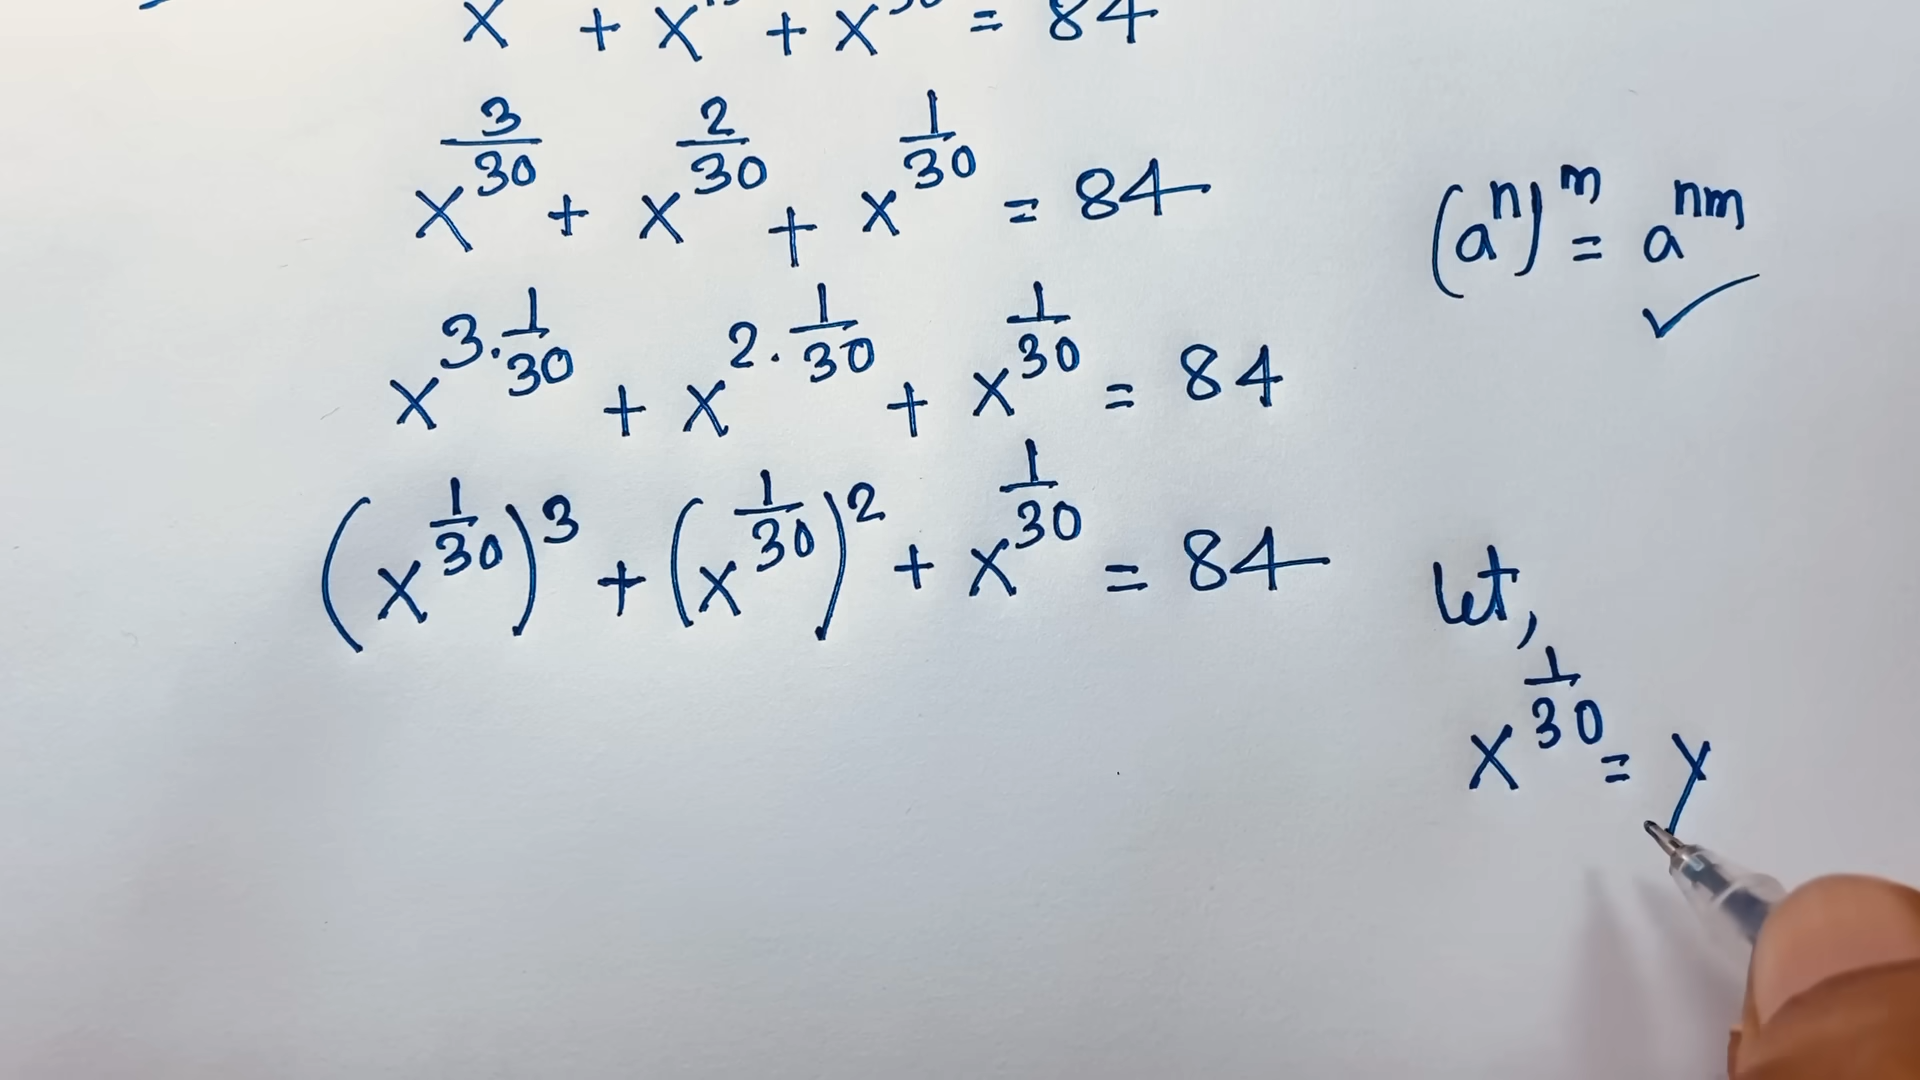 x + x + x = 84
x^{3/30} + x^{2/30} + x^{1/30} = 84
(a^n)^m = a^{nm} ✓
x^{3·1/30} + x^{2·1/30} + x^{1/30} = 84
(x^{1/30})^3 + (x^{1/30})^2 + x^{1/30} = 84
let,
x^{1/30} = y